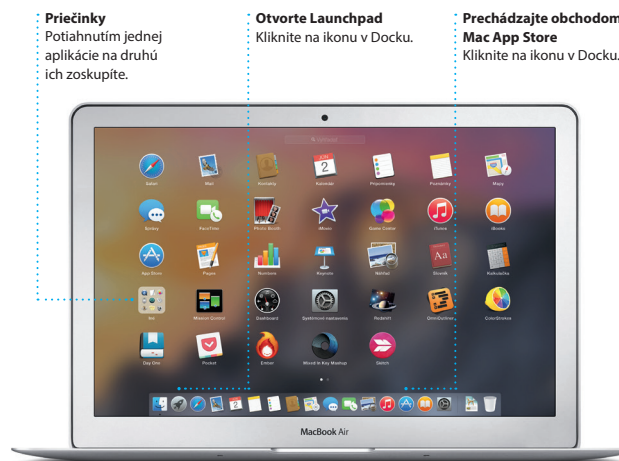 Priečinky
Potiahnutím jednej
aplikácie na druhú
ich zoskupíte.
Otvorte Launchpad
Kliknite na ikonu v Docku.
Prechádzajte obchodom
Mac App Store
Kliknite na ikonu v Docku.
Safari
Mail
Kontakty
Kalendár
Pripomienky
Poznámky
Mapy
Správy
FaceTime
Photo Booth
iMovie
Game Center
iTunes
iBooks
App Store
Pages
Numbers
Keynote
Náhľad
Slovník
Kalkulačka
Iné
Mission Control
Dashboard
Systémové nastavenia
Redshift
OmniOutliner
ColorStrokes
Day One
Pocket
Ember
Mixed In Key Mashup
Sketch
MacBook Air